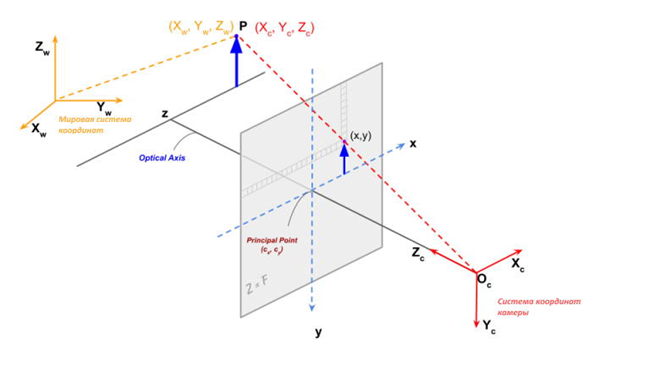 (X_w, Y_w, Z_w) P (X_c, Y_c, Z_c)
Z_w
Y_w
X_w
Мировая система
координат
z
Optical Axis
(x,y)
x
Principal Point
(c_x, c_y)
Z = F
Z_c
X_c
O_c
Система координат
камеры
Y_c
y